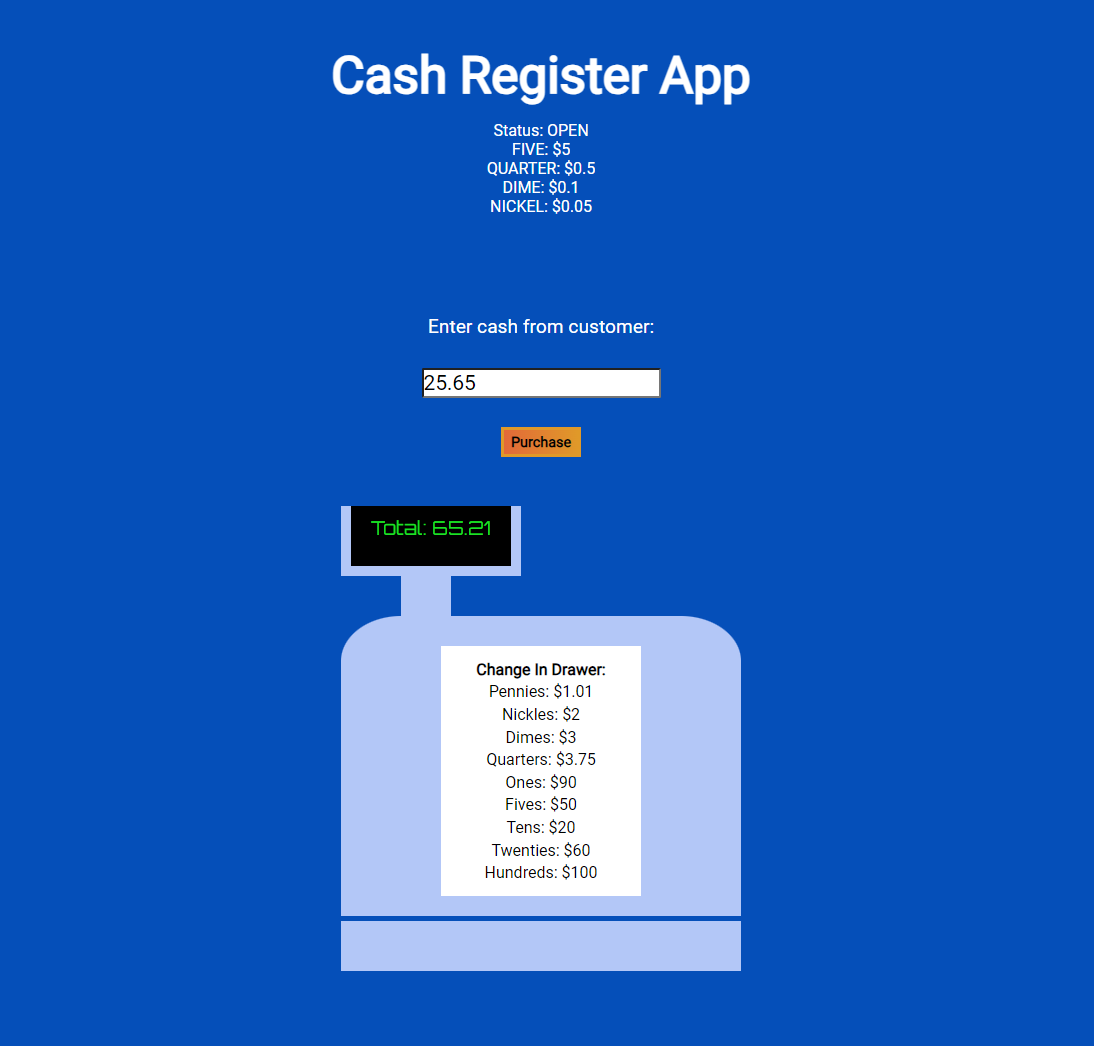 Cash Register App
Status: OPEN
FIVE: $5
QUARTER: $0.5
DIME: $0.1
NICKEL: $0.05
Enter cash from customer:
25.65
Purchase
Total: 65.21
Change In Drawer:
Pennies: $1.01
Nickles: $2
Dimes: $3
Quarters: $3.75
Ones: $90
Fives: $50
Tens: $20
Twenties: $60
Hundreds: $100